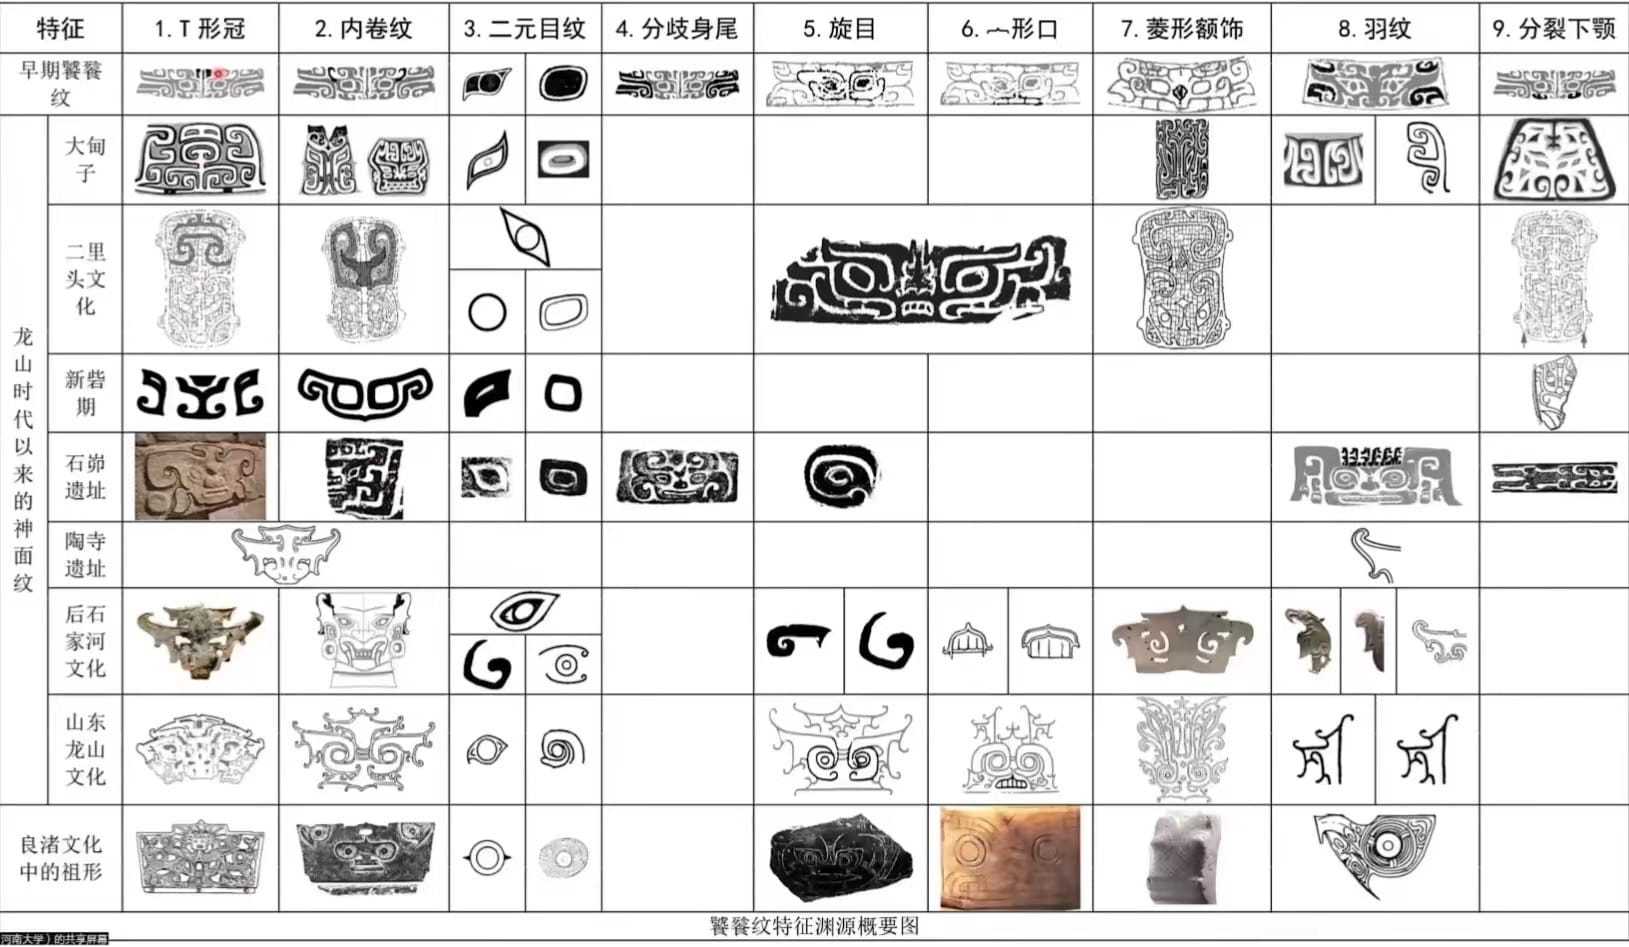 特征 1.T形冠 2.内卷纹 3.二元目纹 4.分歧身尾 5.旋目 6.⏠形口 7.菱形额饰 8.羽纹 9.分裂下颚
早期饕餮
纹
龙山时代以来的神面纹
大甸
子
二里
头文
化
新砦
期
石峁
遗址
陶寺
遗址
后石
家河
文化
山东
龙山
文化
良渚文化
中的祖形
饕餮纹特征渊源概要图
河南大学）的共享屏幕